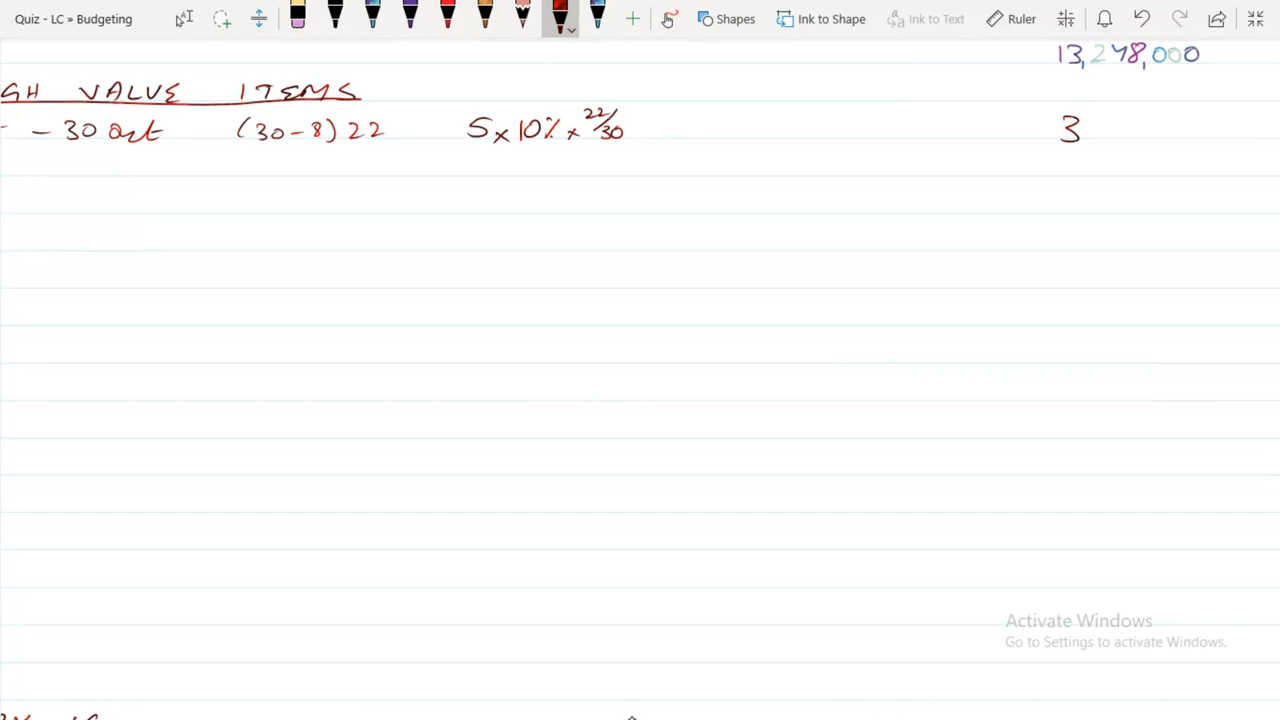 Quiz - LC » Budgeting
Shapes
Ink to Shape
Ink to Text
Ruler
13,248,000
GH VALUE ITEMS
- 30 (30-8) 22 5 x 10% x 22/30 3
Activate Windows
Go to Settings to activate Windows.